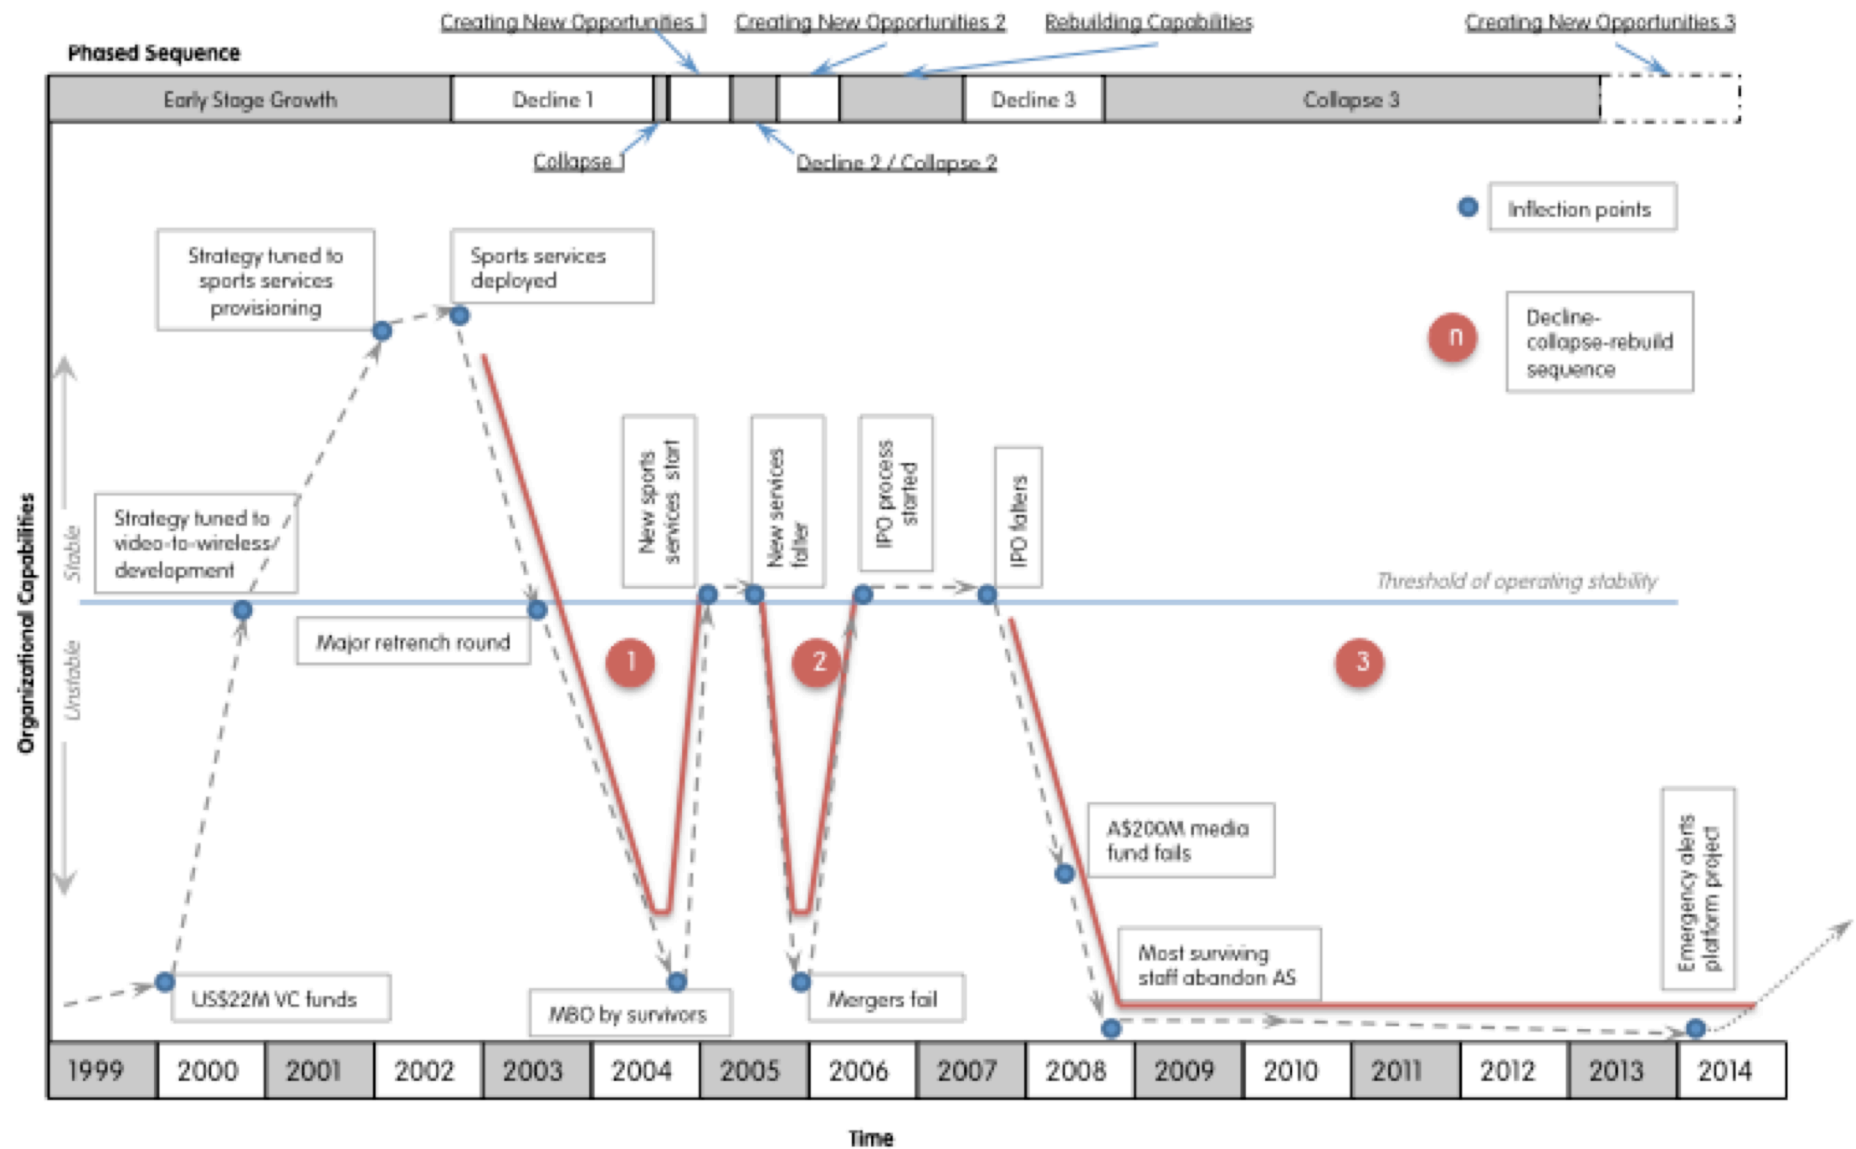 Creating New Opportunities 1
Creating New Opportunities 2
Rebuilding Capabilities
Creating New Opportunities 3
Phased Sequence
Early Stage Growth
Decline 1
Decline 3
Collapse 3
Collapse 1
Decline 2 / Collapse 2
Inflection points
Strategy tuned to
sports services
provisioning
Sports services
deployed
n
Decline-
collapse-rebuild
sequence
New sports
services start
New services
falter
IPO process
started
IPO falters
Strategy tuned to
video-to-wireless
development
Threshold of operating stability
Organizational Capabilities
Stable
Unstable
Major retrench round
1
2
3
A$200M media
fund fails
Emergency alerts
platform project
Most surviving
staff abandon AS
US$22M VC funds
MBO by survivors
Mergers fail
1999
2000
2001
2002
2003
2004
2005
2006
2007
2008
2009
2010
2011
2012
2013
2014
Time